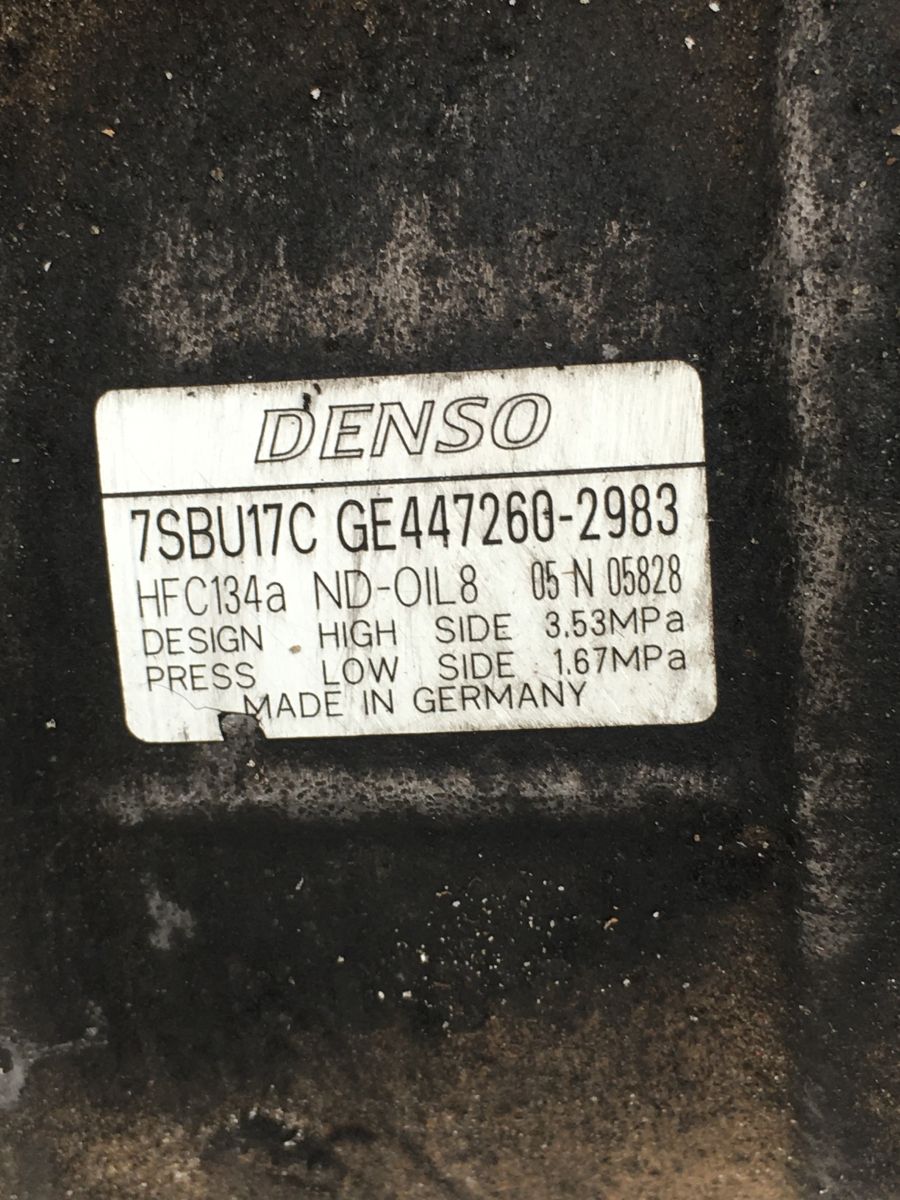 DENSO
7SBU17C GE447260-2983
HFC134a ND-OIL8 05-N 05828
DESIGN HIGH SIDE 3.53MPa
PRESS LOW SIDE 1.67MPa
MADE IN GERMANY